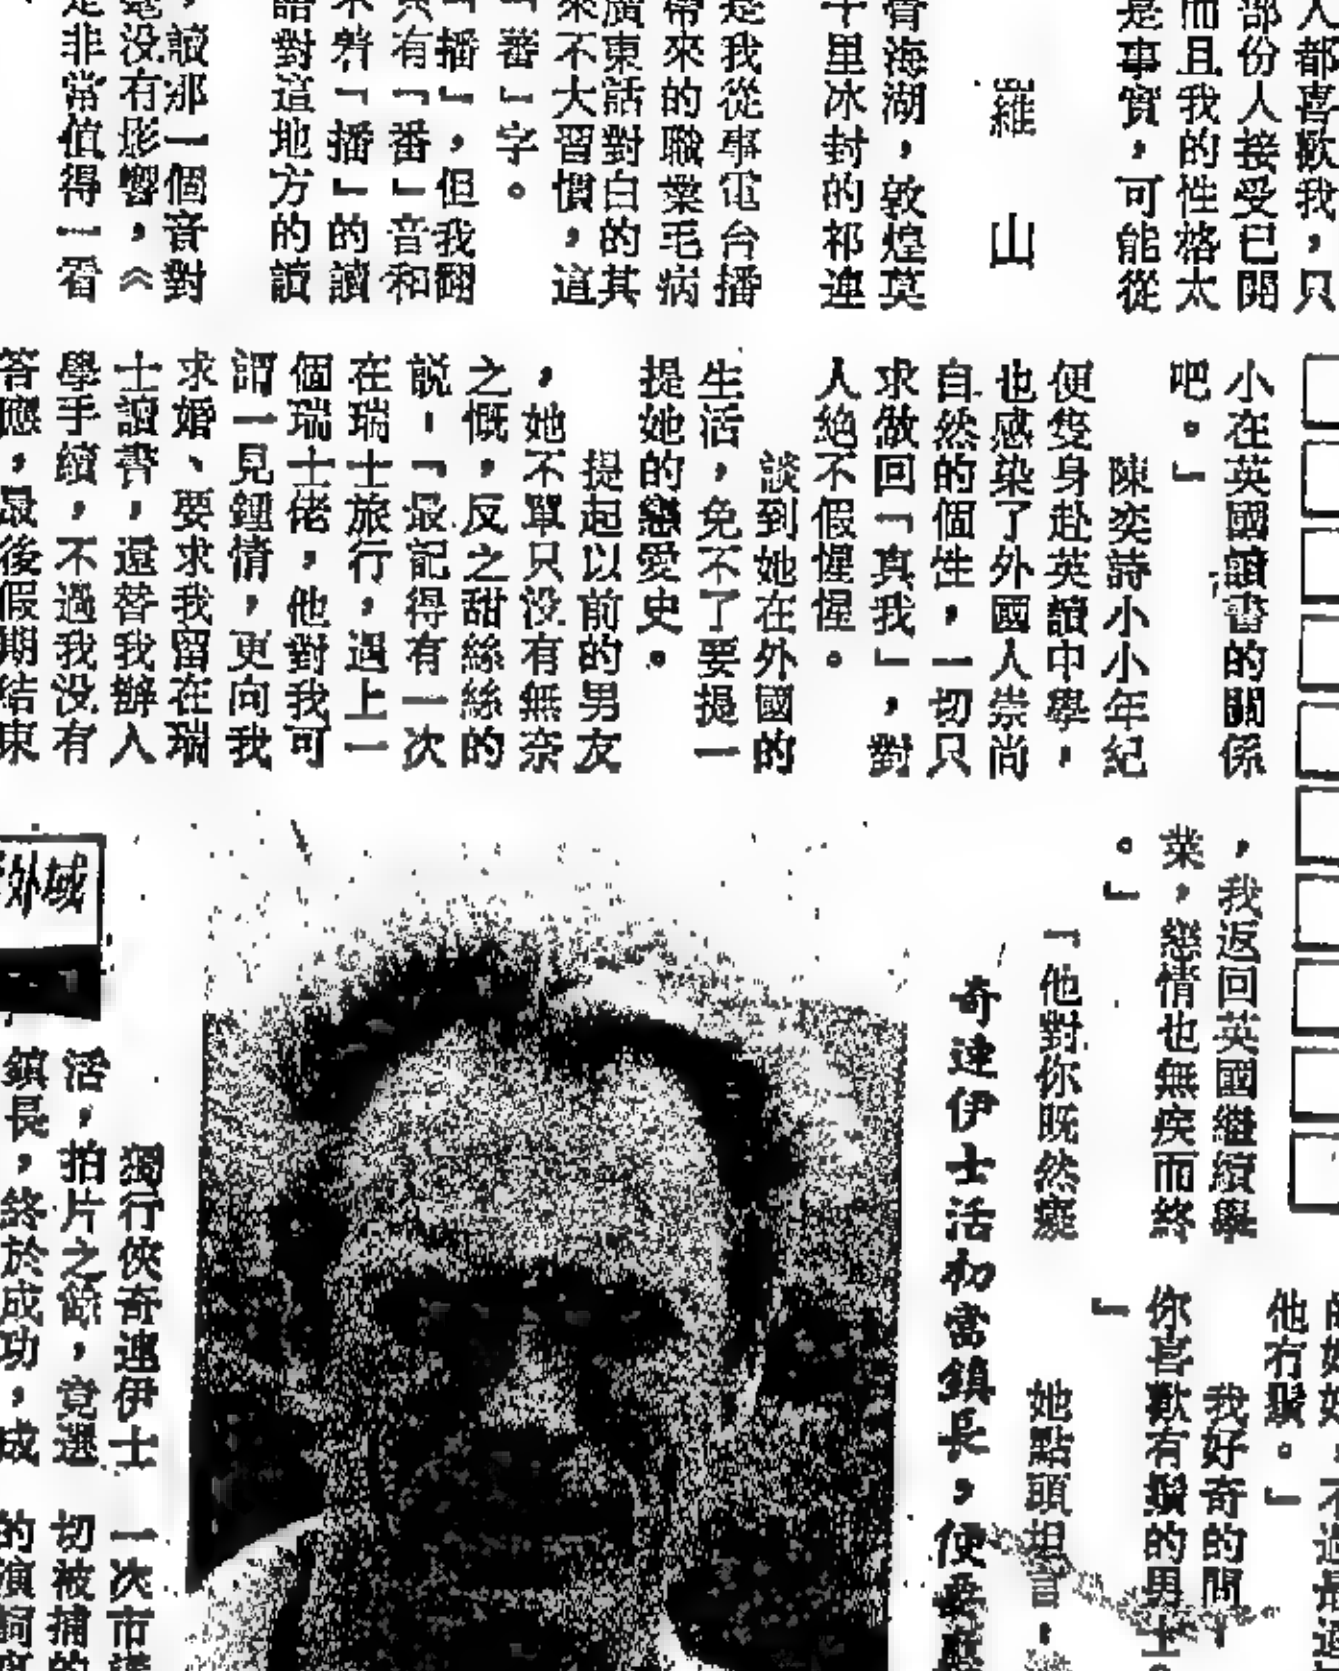 人都喜歡我，只
部份人接受已開
而且我的性格太
是事實，可能從
羅山
青海湖，敦煌莫
千里冰封的祁連
是我從事電台播
帶來的職業毛病
廣東話對白的其
來不大習慣，這
「蕃」字。
「播」，但我翻
只有「番」音和
「播」的讀
語對這地方的讀
，讀那一個音對
毫没有影響，《
是非常值得一看
小在英國讀書的關係
吧。」
陳奕詩小小年紀
便隻身赴英讀中學，
也感染了外國人崇尚
自然的個性，一切只
求做回「真我」，對
人絶不假惺惺。
談到她在外國的
生活，免不了要提一
提她的戀愛史。
提起以前的男友
，她不單只没有無奈
之慨，反之甜絲絲的
説：「最記得有一次
在瑞士旅行，遇上一
個瑞士佬，他對我可
謂一見鍾情，更向我
求婚、要求我留在瑞
士讀書，還替我辦入
學手續，不過我没有
答應，最後假期结束
，我返回英國繼續學
業，戀情也無疾而終
。」
「他對你既然癡
奇連伊士活初當鎮長，便要
域外
獨行俠奇連伊士
活，拍片之餘，竟選
鎮長，終於成功，成
他冇鬚。」
我好奇的問：
你喜歡有鬚的男士
」
她點頭坦言，
一次市
切被捕的
的